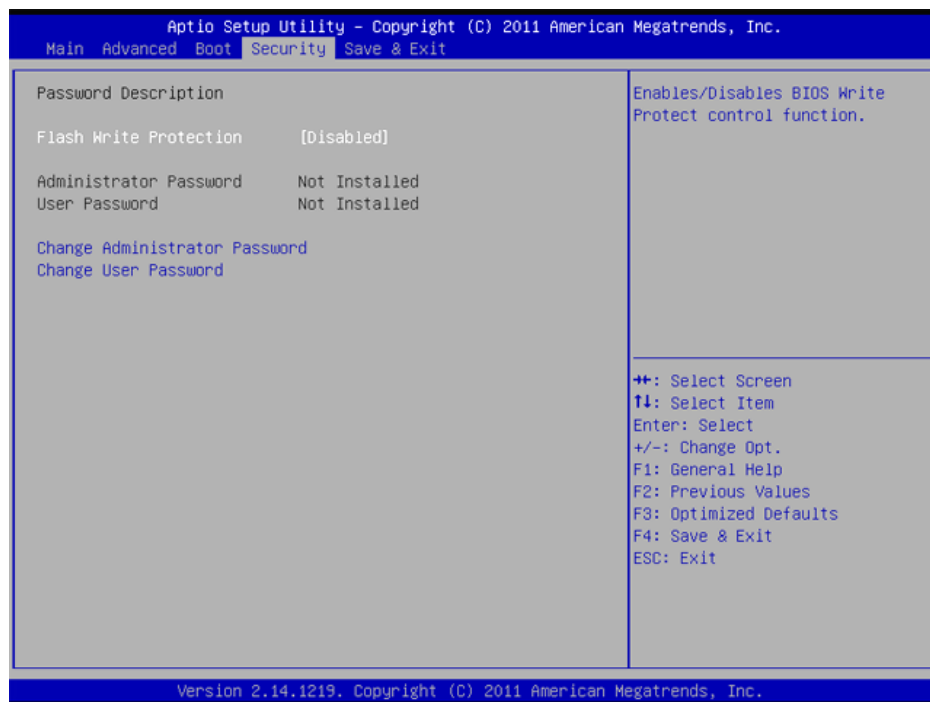 Aptio Setup Utility – Copyright (C) 2011 American Megatrends, Inc.
Main Advanced Boot Security Save & Exit
Password Description
Flash Write Protection [Disabled]
Administrator Password Not Installed
User Password Not Installed
Change Administrator Password
Change User Password
Enables/Disables BIOS Write
Protect control function.
→←: Select Screen
↑↓: Select Item
Enter: Select
+/-: Change Opt.
F1: General Help
F2: Previous Values
F3: Optimized Defaults
F4: Save & Exit
ESC: Exit
Version 2.14.1219. Copyright (C) 2011 American Megatrends, Inc.